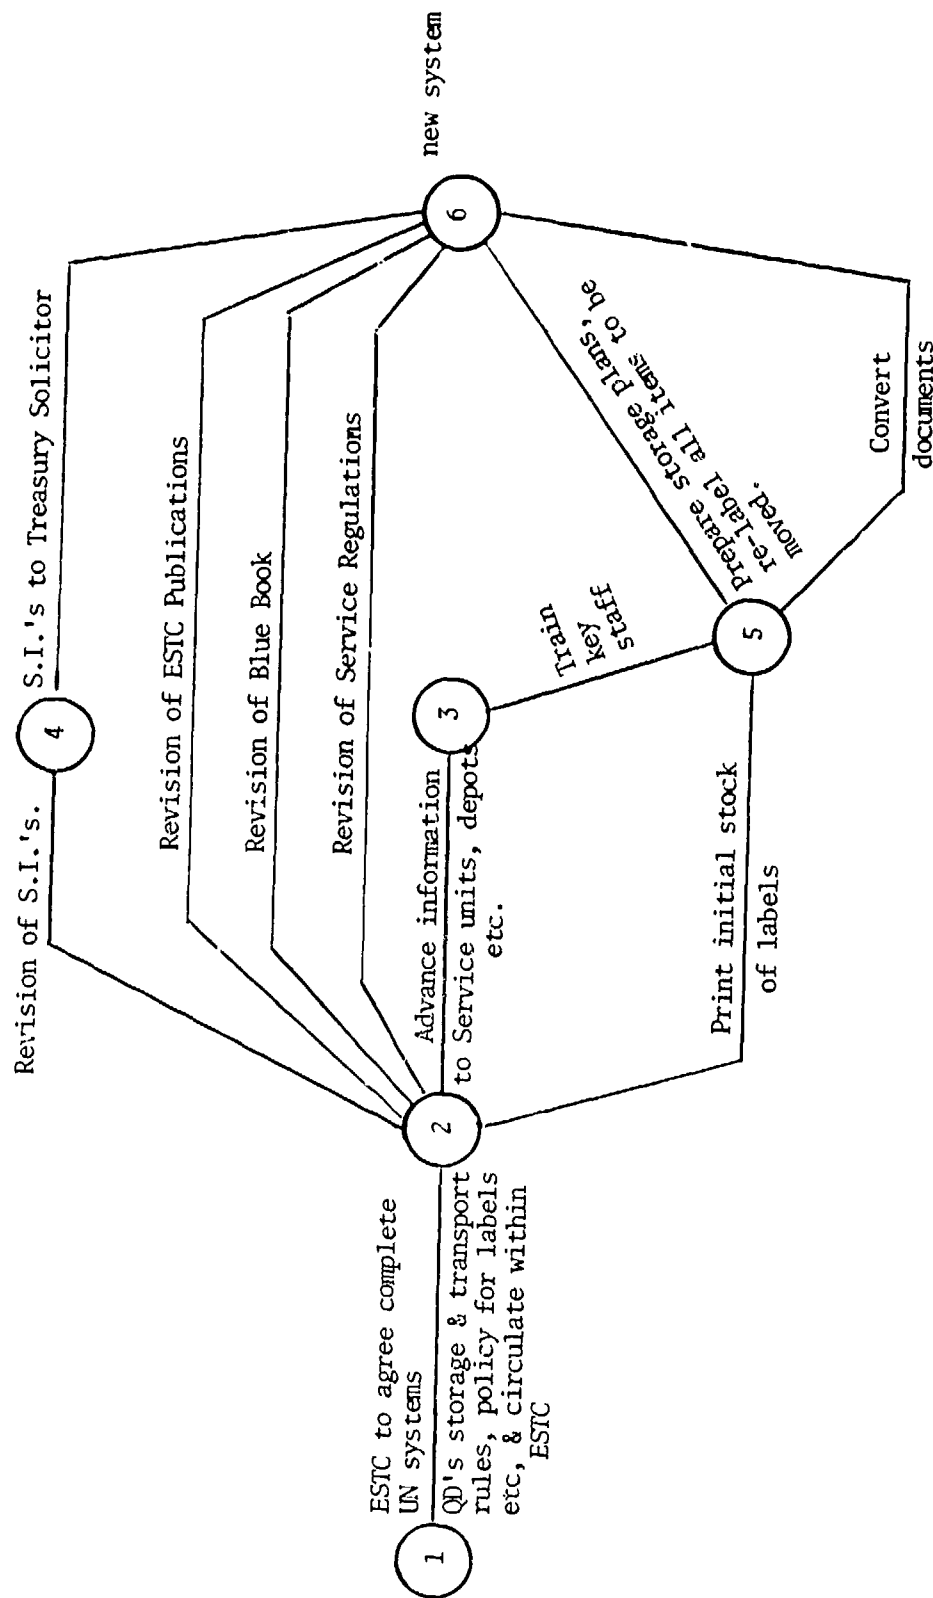 Revision of S.I.'s.
4
S.I.'s to Treasury Solicitor
Revision of ESTC Publications
Revision of Blue Book
Revision of Service Regulations
ESTC to agree complete
UN systems
1
QD's storage & transport
rules, policy for labels
etc, & circulate within
ESTC
2
Advance information
to Service units, depots
etc.
3
Train
key
staff
Print initial stock
of labels
5
Prepare storage plans,
re-label all items to be
moved.
Convert
documents
6
new system